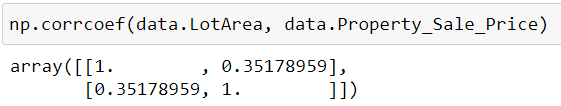 np.corrcoef(data.LotArea, data.Property_Sale_Price)
array([[1.        , 0.35178959],
       [0.35178959, 1.        ]])